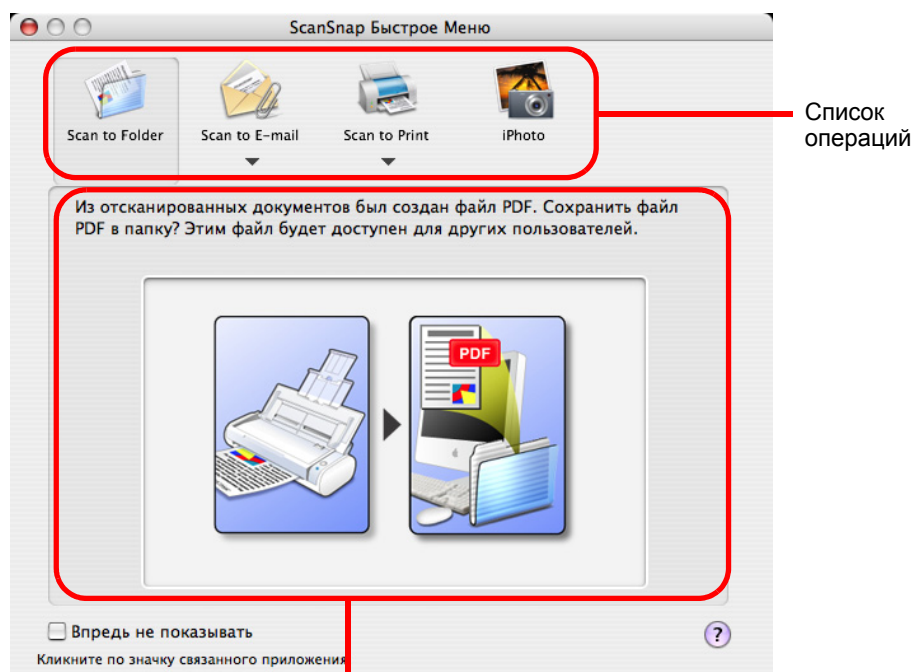 ScanSnap Быстрое Меню
Scan to Folder
Scan to E-mail
Scan to Print
iPhoto
Список
операций
Из отсканированных документов был создан файл PDF. Сохранить файл
PDF в папку? Этим файл будет доступен для других пользователей.
PDF
Впредь не показывать
?
Кликните по значку связанного приложения